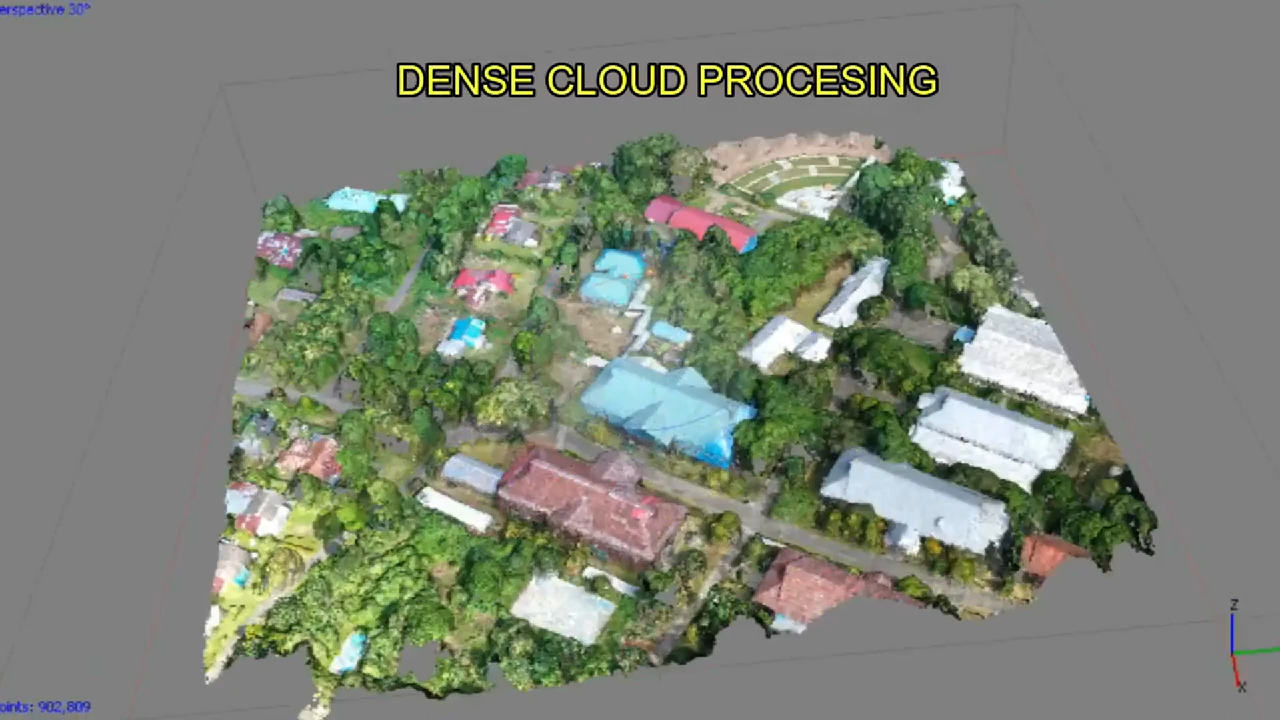 erspective 30°
DENSE CLOUD PROCESING
oints: 902,809
Z
X